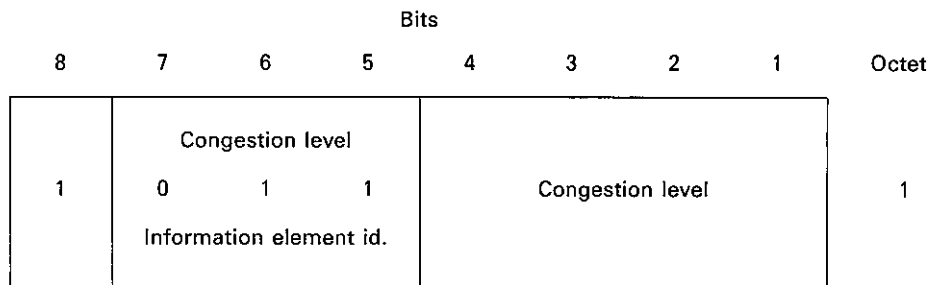 Bits
8 7 6 5 4 3 2 1 Octet
Congestion level
1 0 1 1 Congestion level 1
Information element id.